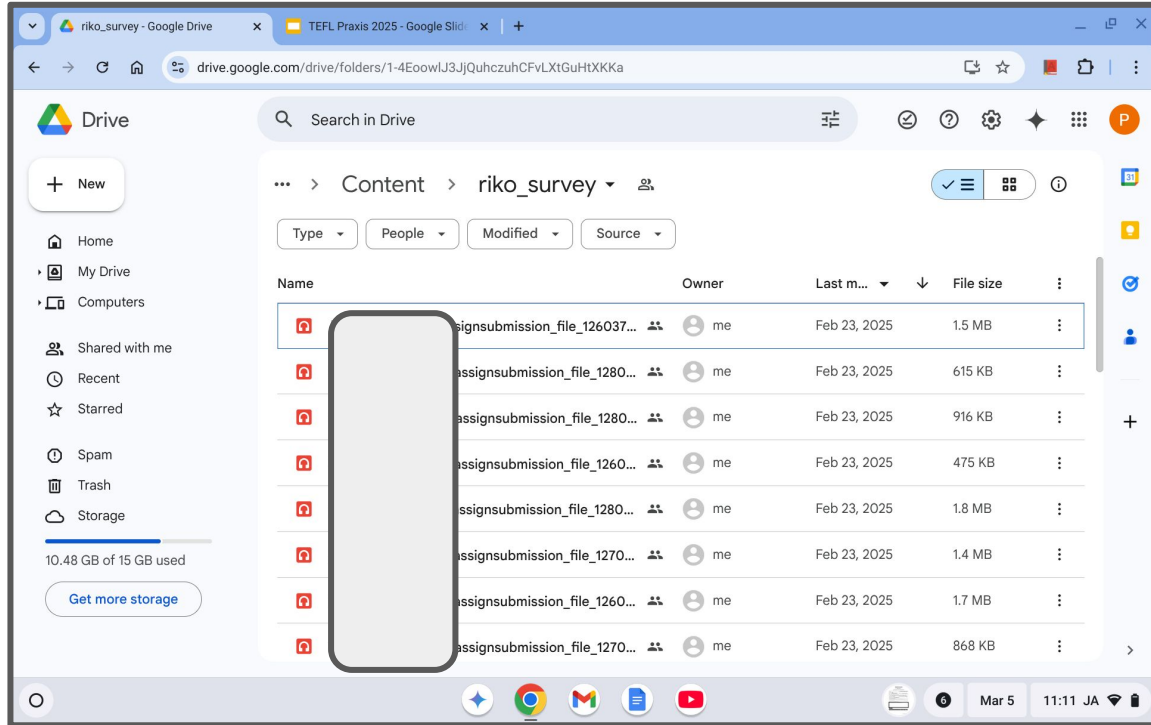 riko_survey - Google Drive
TEFL Praxis 2025 - Google Slid
drive.google.com/drive/folders/1-4EoowlJ3JjQuhczuhCFvLXtGuHtXKKa
Drive
Search in Drive
P
New
... > Content > riko_survey
31
Type People Modified Source
Home
My Drive
Computers
Shared with me
Recent
Starred
Spam
Trash
Storage
10.48 GB of 15 GB used
Get more storage
Name Owner Last m... File size
signsubmission_file_126037... me Feb 23, 2025 1.5 MB
assignsubmission_file_1280... me Feb 23, 2025 615 KB
assignsubmission_file_1280... me Feb 23, 2025 916 KB
assignsubmission_file_1260... me Feb 23, 2025 475 KB
ssignsubmission_file_1280... me Feb 23, 2025 1.8 MB
assignsubmission_file_1270... me Feb 23, 2025 1.4 MB
assignsubmission_file_1260... me Feb 23, 2025 1.7 MB
assignsubmission_file_1270... me Feb 23, 2025 868 KB
6 Mar 5 11:11 JA